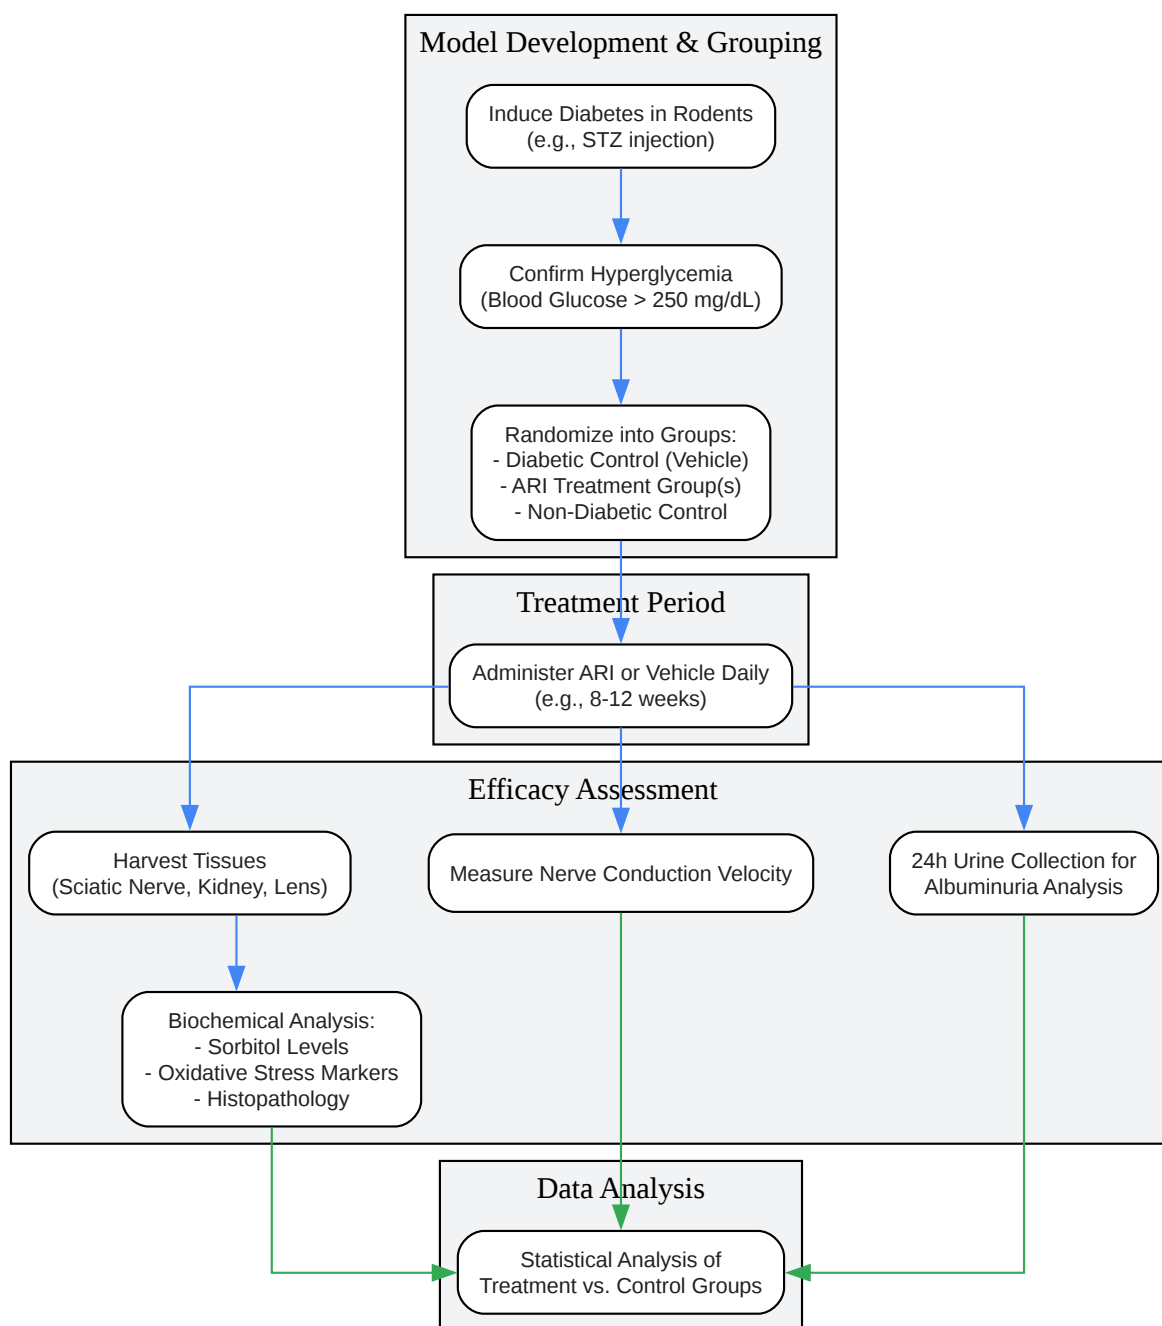 Model Development & Grouping
Induce Diabetes in Rodents
(e.g., STZ injection)
Confirm Hyperglycemia
(Blood Glucose > 250 mg/dL)
Randomize into Groups:
- Diabetic Control (Vehicle)
- ARI Treatment Group(s)
- Non-Diabetic Control
Treatment Period
Administer ARI or Vehicle Daily
(e.g., 8-12 weeks)
Efficacy Assessment
Harvest Tissues
(Sciatic Nerve, Kidney, Lens)
Measure Nerve Conduction Velocity
24h Urine Collection for
Albuminuria Analysis
Biochemical Analysis:
- Sorbitol Levels
- Oxidative Stress Markers
- Histopathology
Data Analysis
Statistical Analysis of
Treatment vs. Control Groups